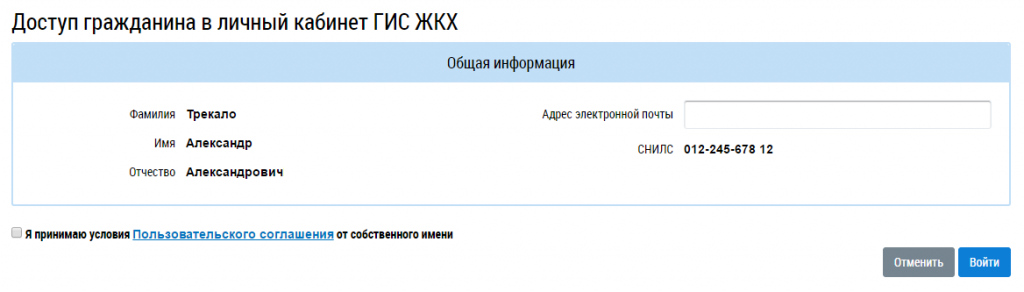 Доступ гражданина в личный кабинет ГИС ЖКХ
Общая информация
Фамилия Трекало
Адрес электронной почты
Имя Александр
СНИЛС 012-245-678 12
Отчество Александрович
Я принимаю условия Пользовательского соглашения от собственного имени
Отменить Войти